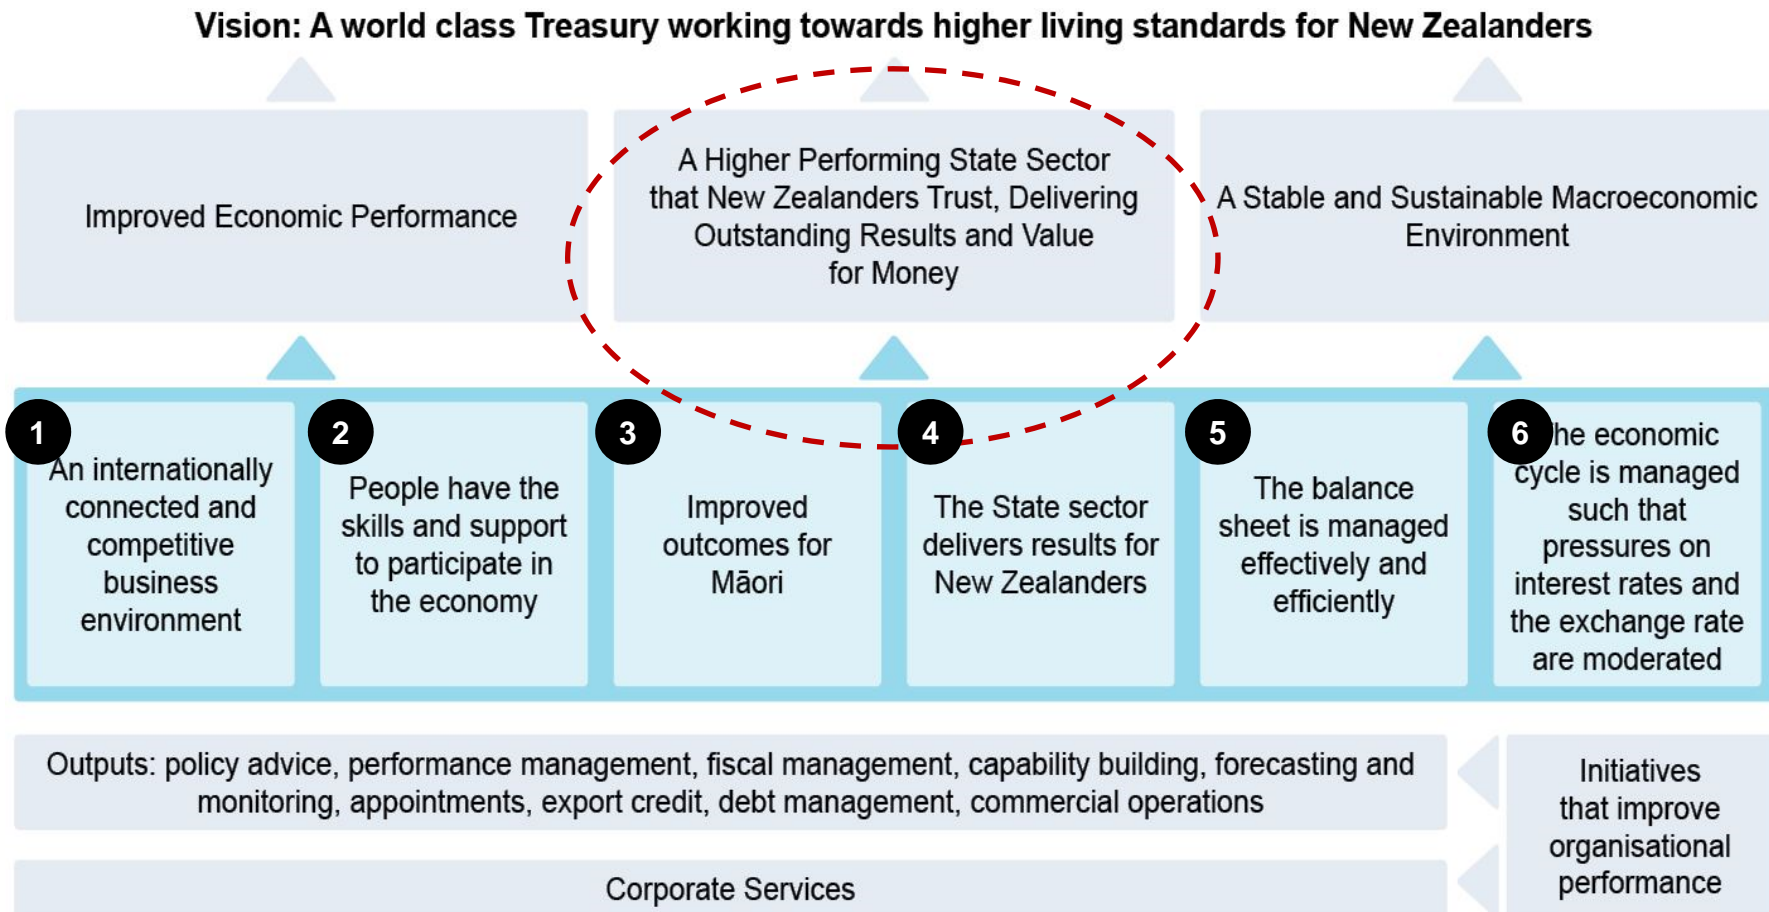 Vision: A world class Treasury working towards higher living standards for New Zealanders
Improved Economic Performance
A Higher Performing State Sector
that New Zealanders Trust, Delivering
Outstanding Results and Value
for Money
A Stable and Sustainable Macroeconomic
Environment
1
An internationally
connected and
competitive
business
environment
2
People have the
skills and support
to participate in
the economy
3
Improved
outcomes for
Māori
4
The State sector
delivers results for
New Zealanders
5
The balance
sheet is managed
effectively and
efficiently
6
he economic
cycle is managed
such that
pressures on
interest rates and
the exchange rate
are moderated
Outputs: policy advice, performance management, fiscal management, capability building, forecasting and
monitoring, appointments, export credit, debt management, commercial operations
Initiatives
that improve
organisational
performance
Corporate Services